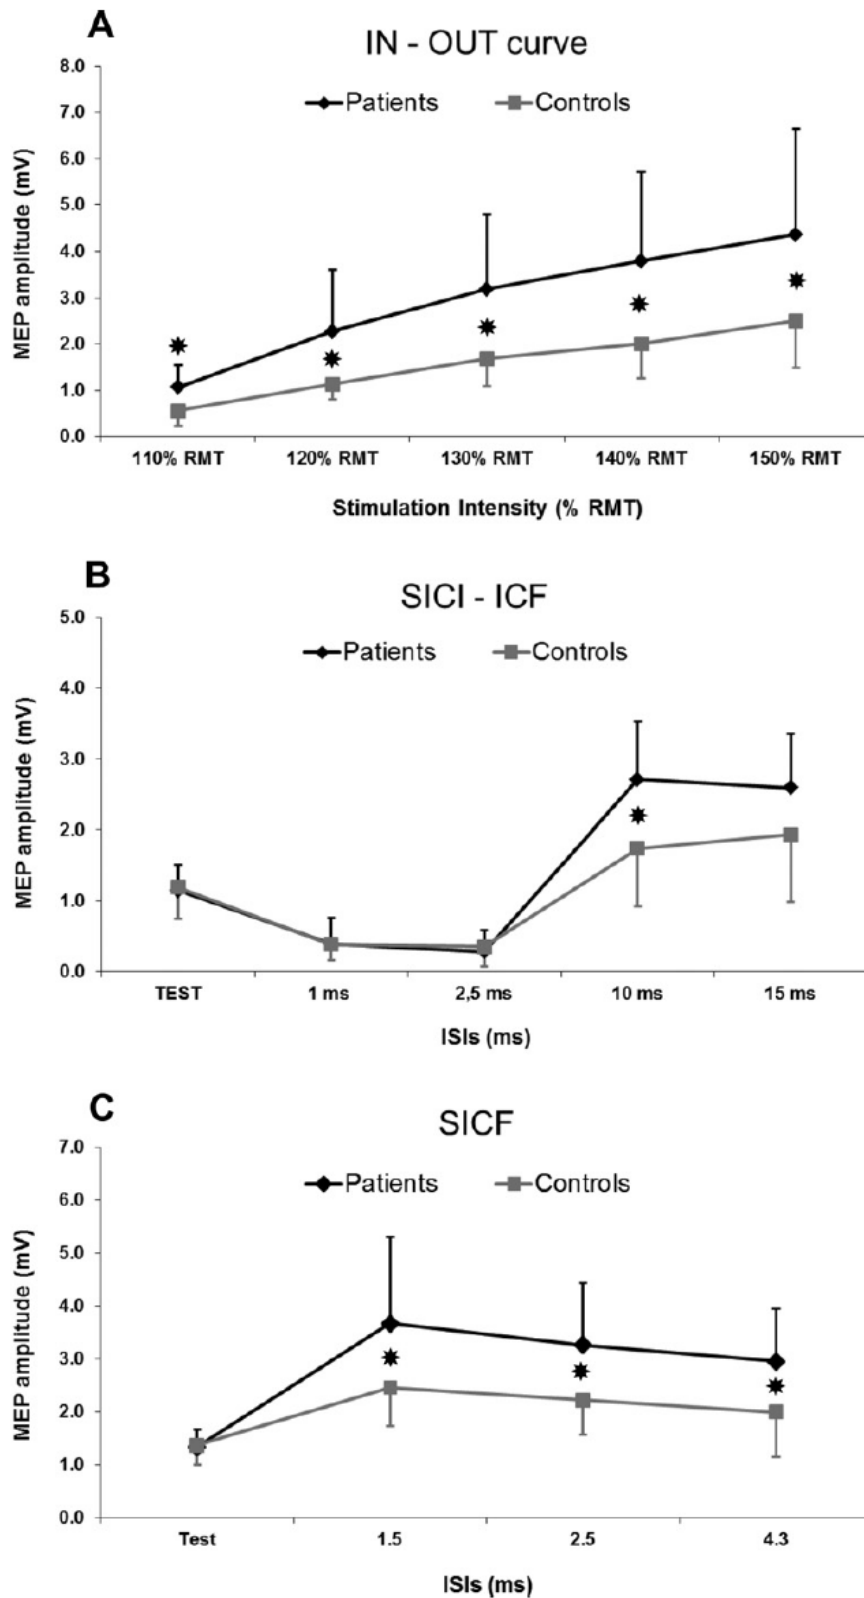 A
IN - OUT curve
Patients Controls
MEP amplitude (mV)
8.0
7.0
6.0
5.0
4.0
3.0
2.0
1.0
0.0
110% RMT 120% RMT 130% RMT 140% RMT 150% RMT
Stimulation Intensity (% RMT)
B
SICI - ICF
Patients Controls
MEP amplitude (mV)
5.0
4.0
3.0
2.0
1.0
0.0
TEST 1 ms 2,5 ms 10 ms 15 ms
ISIs (ms)
C
SICF
Patients Controls
MEP amplitude (mV)
7.0
6.0
5.0
4.0
3.0
2.0
1.0
0.0
Test 1.5 2.5 4.3
ISIs (ms)